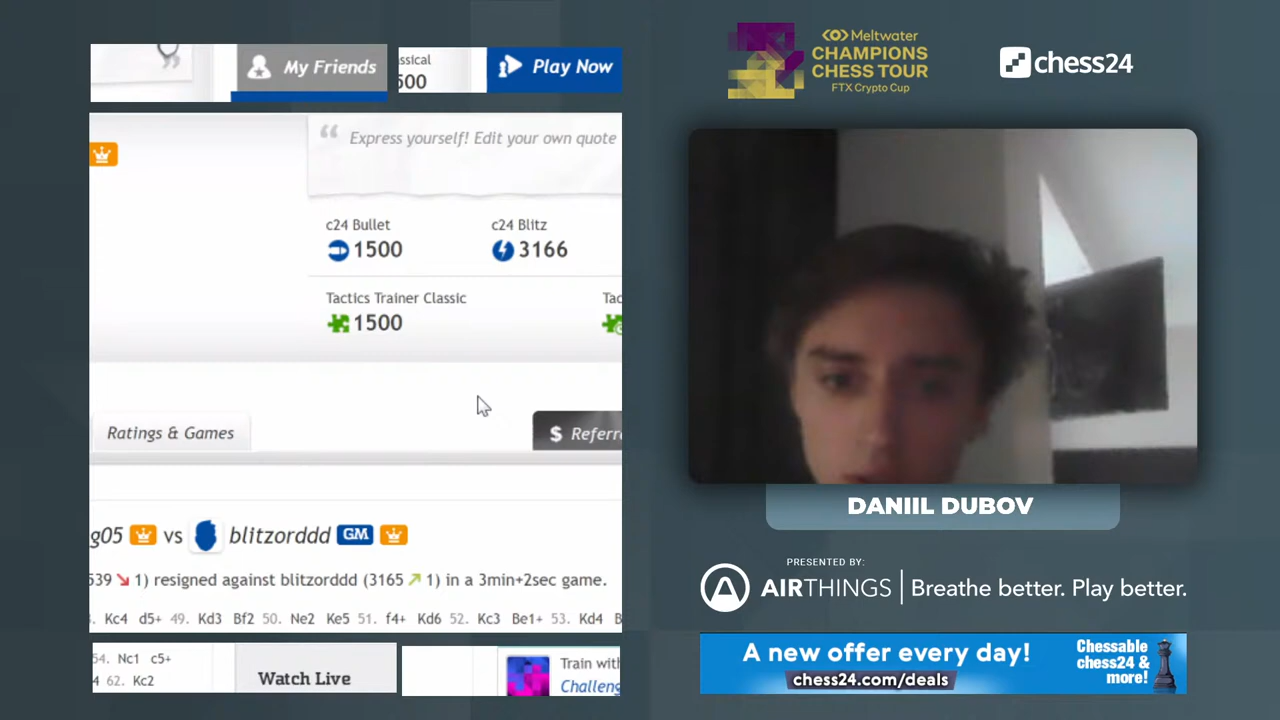 My Friends
ssical
500
Play Now
Express yourself! Edit your own quote
c24 Bullet
c24 Blitz
1500
3166
Tactics Trainer Classic
Tac
1500
Ratings & Games
$ Referr
g05 vs blitzorddd GM
539 1) resigned against blitzorddd (3165 1) in a 3min+2sec game.
. Kc4 d5+ 49. Kd3 Bf2 50. Ne2 Ke5 51. f4+ Kd6 52. Kc3 Be1+ 53. Kd4 B
54. Nc1 c5+
4 62. Kc2
Watch Live
Train with
Challeng
Meltwater
CHAMPIONS
CHESS TOUR
FTX Crypto Cup
chess24
DANIIL DUBOV
PRESENTED BY:
AIRTHINGS | Breathe better. Play better.
A new offer every day!
chess24.com/deals
Chessable
chess24 &
more!